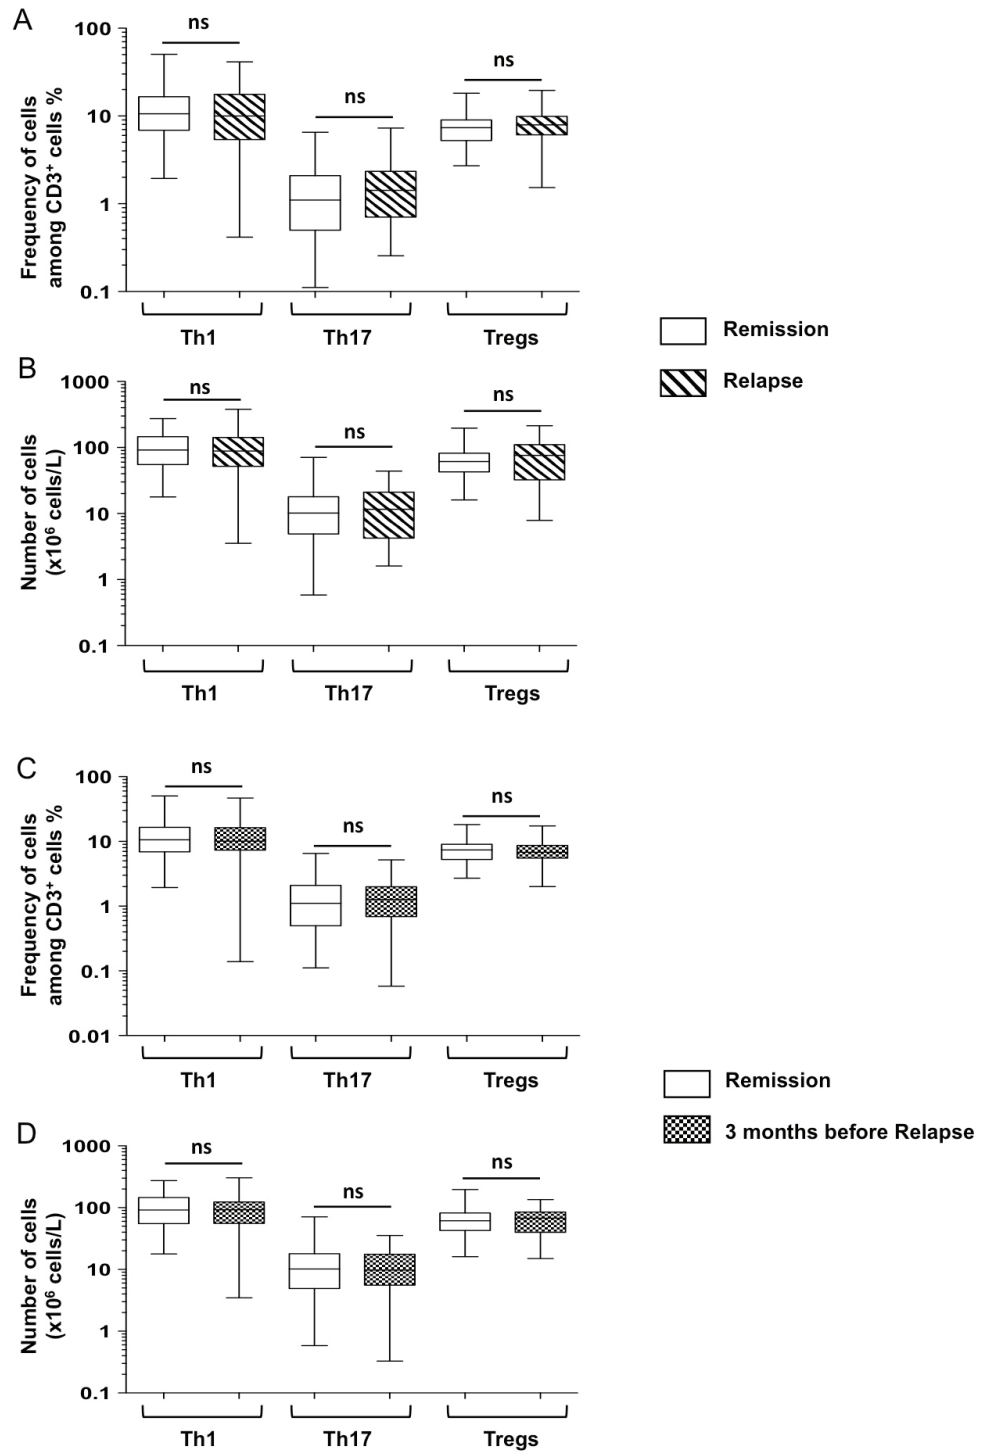 A
Frequency of cells
among CD3⁺ cells %
100
10
1
0.1
ns
ns
ns
Th1
Th17
Tregs
Remission
Relapse
B
Number of cells
(x10⁶ cells/L)
1000
100
10
1
0.1
ns
ns
ns
Th1
Th17
Tregs
C
Frequency of cells
among CD3⁺ cells %
100
10
1
0.1
0.01
ns
ns
ns
Th1
Th17
Tregs
Remission
3 months before Relapse
D
Number of cells
(x10⁶ cells/L)
1000
100
10
1
0.1
ns
ns
ns
Th1
Th17
Tregs